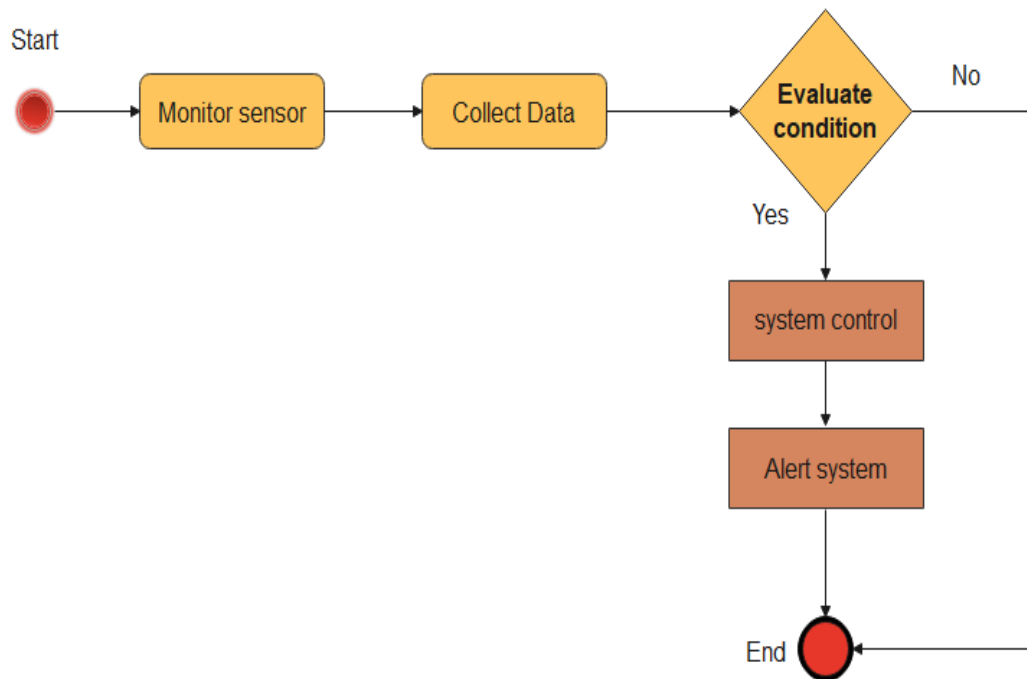 Start
Monitor sensor
Collect Data
Evaluate
condition
No
Yes
system control
Alert system
End